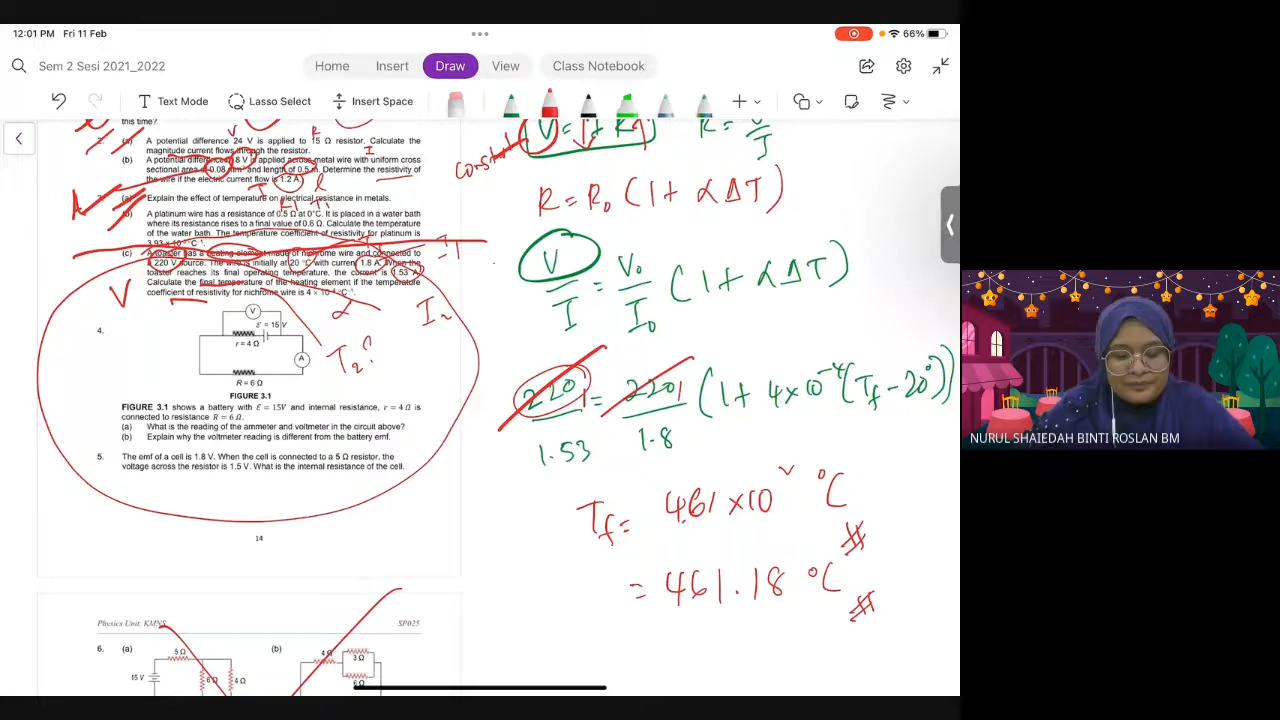 12:01 PM Fri 11 Feb
66%
Sem 2 Sesi 2021_2022
Home Insert Draw View Class Notebook
Text Mode Lasso Select Insert Space
this time?
2. (a) A potential difference 24 V is applied to 15 Ω resistor. Calculate the
magnitude current flows through the resistor.
(b) A potential difference 8 V is applied across metal wire with uniform cross
sectional area 0.08 mm and length of 0.5 m. Determine the resistivity of
the wire if the electric current flow is 1.2 A.
3. (a) Explain the effect of temperature on electrical resistance in metals.
(b) A platinum wire has a resistance of 0.5 Ω at 0°C. It is placed in a water bath
where its resistance rises to a final value of 0.6 Ω. Calculate the temperature
of the water bath. The temperature coefficient of resistivity for platinum is
3.93 × 10⁻³ °C⁻¹.
(c) A toaster has a heating element made of nichrome wire and connected to
220 V source. The wire is initially at 20 °C with current 1.8 A. When the
toaster reaches its final operating temperature, the current is 1.53 A.
Calculate the final temperature of the heating element if the temperature
coefficient of resistivity for nichrome wire is 4 × 10⁻⁴ °C⁻¹.
V
α
I₂
T₂?
4.
V
ℰ = 15 V
r = 4 Ω
A
R = 6 Ω
FIGURE 3.1
FIGURE 3.1 shows a battery with ℰ = 15V and internal resistance, r = 4 Ω is
connected to resistance R = 6 Ω.
(a) What is the reading of the ammeter and voltmeter in the circuit above?
(b) Explain why the voltmeter reading is different from the battery emf.
5. The emf of a cell is 1.8 V. When the cell is connected to a 5 Ω resistor, the
voltage across the resistor is 1.5 V. What is the internal resistance of the cell.
14
Physics Unit, KMNS SP025
6. (a) 5 Ω (b) 4 Ω 3 Ω
15 V 6 Ω 4 Ω 6 Ω
constant
R = R₀ (1 + α ΔT)
V/I = V₀/I₀ (1 + α ΔT)
220/1.53 = 220/1.8 (1 + 4 × 10⁻⁴ (Tf − 20°))
Tf = 4.61 × 10² °C
= 461.18 °C
NURUL SHAIEDAH BINTI ROSLAN BM